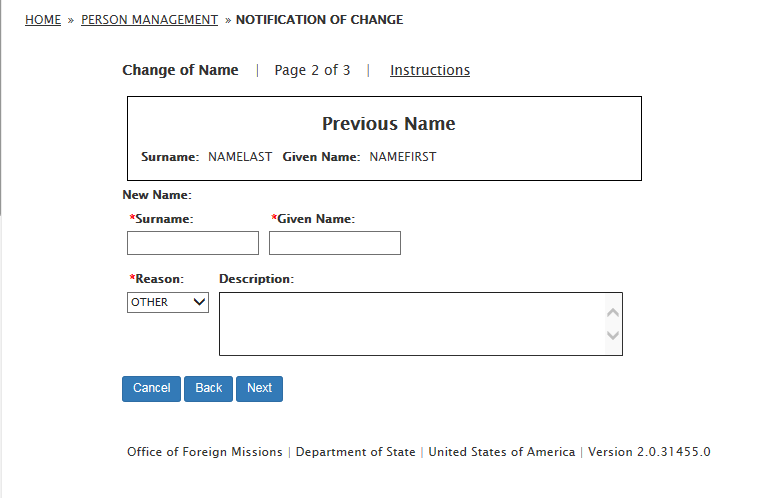 HOME » PERSON MANAGEMENT » NOTIFICATION OF CHANGE
Change of Name | Page 2 of 3 | Instructions
Previous Name
Surname: NAMELAST Given Name: NAMEFIRST
New Name:
*Surname: *Given Name:
*Reason: Description:
OTHER
Cancel Back Next
Office of Foreign Missions | Department of State | United States of America | Version 2.0.31455.0